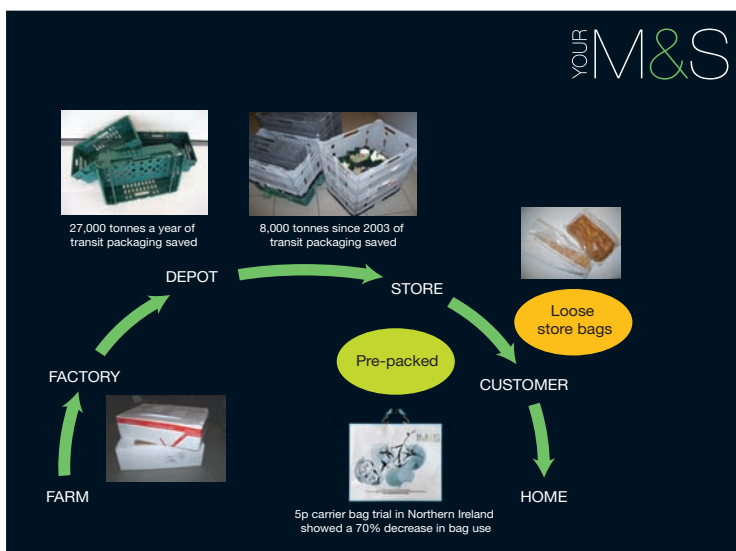 YOUR
M&S
27,000 tonnes a year of
transit packaging saved
8,000 tonnes since 2003 of
transit packaging saved
DEPOT
STORE
Loose
store bags
Pre-packed
FACTORY
CUSTOMER
FARM
M&S
HOME
5p carrier bag trial in Northern Ireland
showed a 70% decrease in bag use